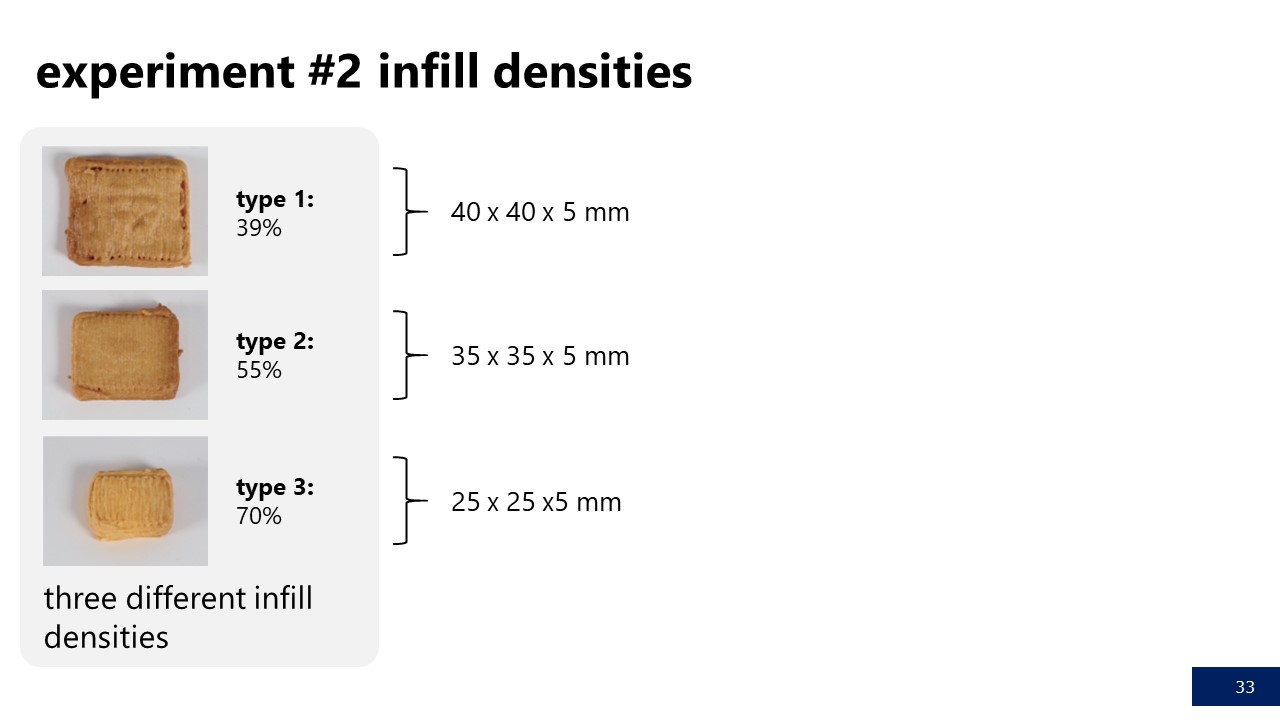 experiment #2 infill densities
type 1:
39%
40 x 40 x 5 mm
type 2:
55%
35 x 35 x 5 mm
type 3:
70%
25 x 25 x5 mm
three different infill
densities
33